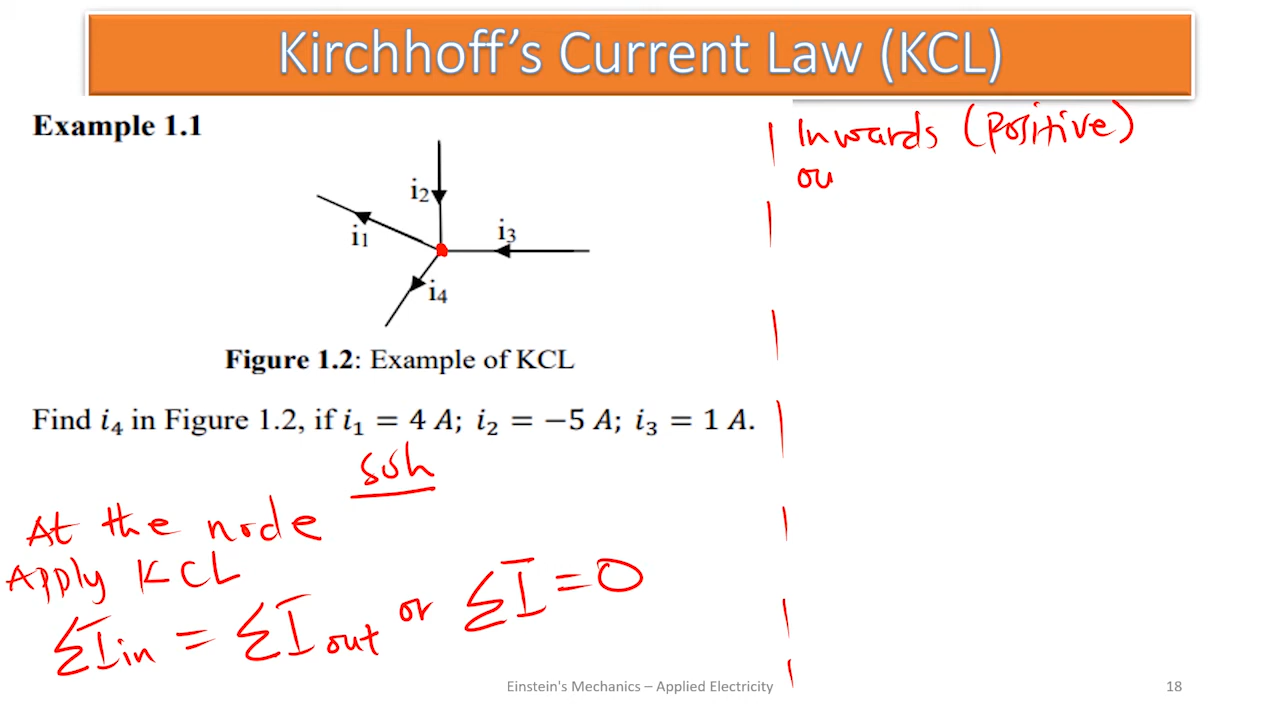 Kirchhoff’s Current Law (KCL)
Example 1.1
i2
i3
i1
i4
Figure 1.2: Example of KCL
Find i4 in Figure 1.2, if i1 = 4 A; i2 = −5 A; i3 = 1 A.
Soln
At the node
Apply KCL
ΣIin = ΣIout or ΣI = 0
Inwards (Positive)
ou
Einstein's Mechanics – Applied Electricity
18